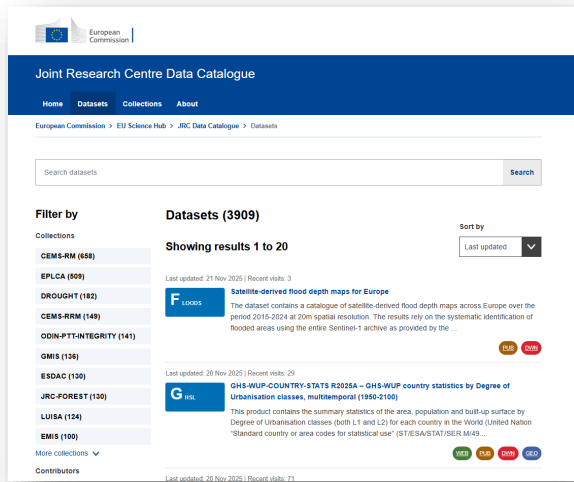 European
Commission
Joint Research Centre Data Catalogue
Home Datasets Collections About
European Commission > EU Science Hub > JRC Data Catalogue > Datasets
Search datasets
Search
Filter by
Collections
CEMS-RM (658)
EPLCA (509)
DROUGHT (182)
CEMS-RRM (149)
ODIN-PTT-INTEGRITY (141)
GMIS (136)
ESDAC (130)
JRC-FOREST (130)
LUISA (124)
EMIS (100)
More collections
Contributors
Datasets (3909)
Showing results 1 to 20
Sort by
Last updated
Last updated: 21 Nov 2025 | Recent visits: 3
FLOODS
Satellite-derived flood depth maps for Europe
The dataset contains a catalogue of satellite-derived flood depth maps across Europe over the
period 2015-2024 at 20m spatial resolution. The results rely on the systematic identification of
flooded areas using the entire Sentinel-1 archive as provided by the ...
PUB DWN
Last updated: 20 Nov 2025 | Recent visits: 29
GHSL
GHS-WUP-COUNTRY-STATS R2025A – GHS-WUP country statistics by Degree of
Urbanisation classes, multitemporal (1950-2100)
This product contains the summary statistics of the area, population and built-up surface by
Degree of Urbanisation classes (both L1 and L2) for each country in the World (United Nation
"Standard country or area codes for statistical use" (ST/ESA/STAT/SER.M/49...
WEB PUB DWN GEO
Last updated: 20 Nov 2025 | Recent visits: 71